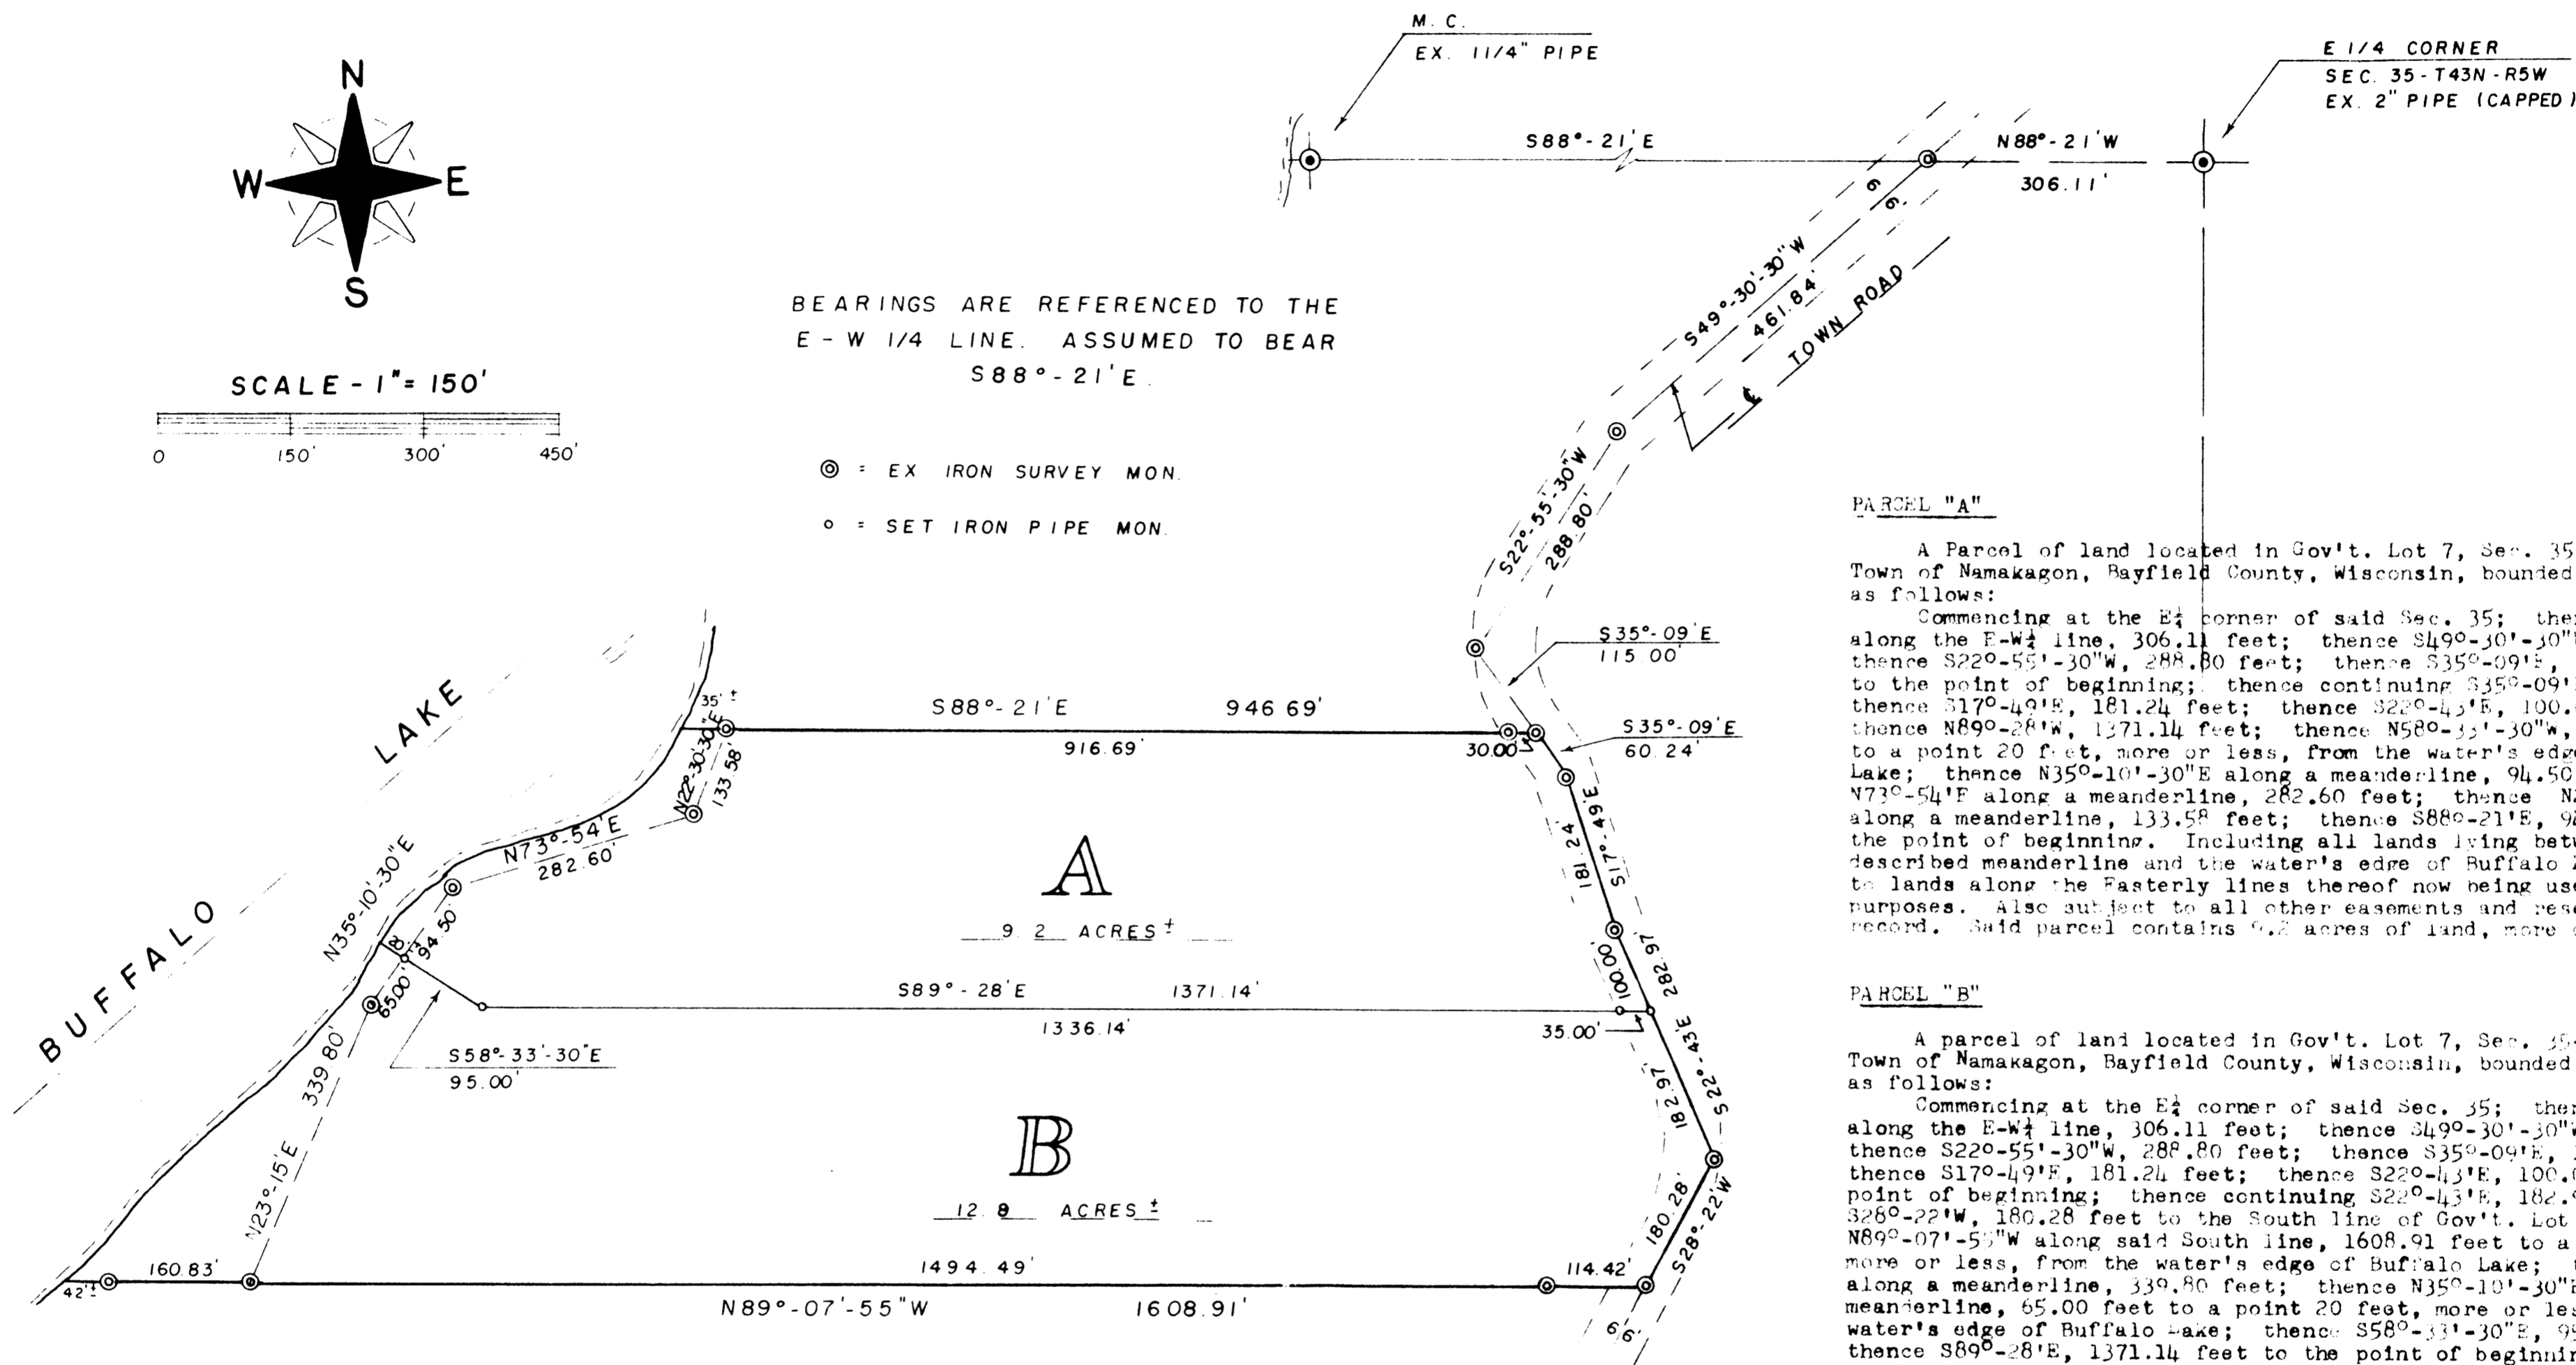 M. C.
EX. 11/4" PIPE
E 1/4 CORNER
SEC. 35 - T43N - R5W
EX. 2" PIPE (CAPPED)
N
W
E
S
S88°-21'E
N88°-21'W
306.11'
66'
S49°-30'-30"W
461.84'
TOWN ROAD
℄
BEARINGS ARE REFERENCED TO THE
E - W 1/4 LINE. ASSUMED TO BEAR
S88°-21'E.
SCALE - 1"= 150'
0 150' 300' 450'
◎ = EX IRON SURVEY MON.
○ = SET IRON PIPE MON.
S22°-55'-30"W
288.80'
S35°-09'E
115.00'
BUFFALO LAKE
35'±
S88°-21'E 946 69'
916.69'
30.00'
S35°-09'E
60.24'
N22°-30'-30"E
133.58'
N73°-54'E
282.60'
N35°-10'-30"E
94.50'
20'±
65.00'
A
9.2 ACRES±
181.24'
S17°-49'E
100.00'
282.97'
S22°-43'E
182.97'
S89°-28'E 1371.14'
1336.14'
35.00'
S58°-33'-30"E
95.00'
339 80'
N23°-15'E
B
12.8 ACRES±
180.28'
S28°-22'W
42'±
160.83'
1494.49'
114.42'
N89°-07'-55"W 1608.91'
66'
PARCEL "A"
A Parcel of land located in Gov't. Lot 7, Sec. 35
Town of Namakagon, Bayfield County, Wisconsin, bounded
as follows:
Commencing at the E¼ corner of said Sec. 35; then
along the E-W¼ line, 306.11 feet; thence S49°-30'-30"
thence S22°-55'-30"W, 288.80 feet; thence S35°-09'E,
to the point of beginning; thence continuing S35°-09'
thence S17°-49'E, 181.24 feet; thence S22°-43'E, 100.
thence N89°-28'W, 1371.14 feet; thence N58°-33'-30"W,
to a point 20 feet, more or less, from the water's edge
Lake; thence N35°-10'-30"E along a meanderline, 94.50
N73°-54'E along a meanderline, 282.60 feet; thence N
along a meanderline, 133.58 feet; thence S88°-21'E, 9
the point of beginning. Including all lands lying betw
described meanderline and the water's edge of Buffalo
to lands along the Easterly lines thereof now being use
purposes. Also subject to all other easements and rese
record. Said parcel contains 9.2 acres of land, more
PARCEL "B"
A parcel of land located in Gov't. Lot 7, Sec. 35
Town of Namakagon, Bayfield County, Wisconsin, bounded
as follows:
Commencing at the E¼ corner of said Sec. 35; then
along the E-W¼ line, 306.11 feet; thence S49°-30'-30"W
thence S22°-55'-30"W, 288.80 feet; thence S35°-09'E,
thence S17°-49'E, 181.24 feet; thence S22°-43'E, 100.
point of beginning; thence continuing S22°-43'E, 182.
S28°-22'W, 180.28 feet to the South line of Gov't. Lot
N89°-07'-55"W along said South line, 1608.91 feet to a
more or less, from the water's edge of Buffalo Lake;
along a meanderline, 339.80 feet; thence N35°-10'-30"E
meanderline, 65.00 feet to a point 20 feet, more or les
water's edge of Buffalo Lake; thence S58°-33'-30"E, 95
thence S89°-28'E, 1371.14 feet to the point of beginnin